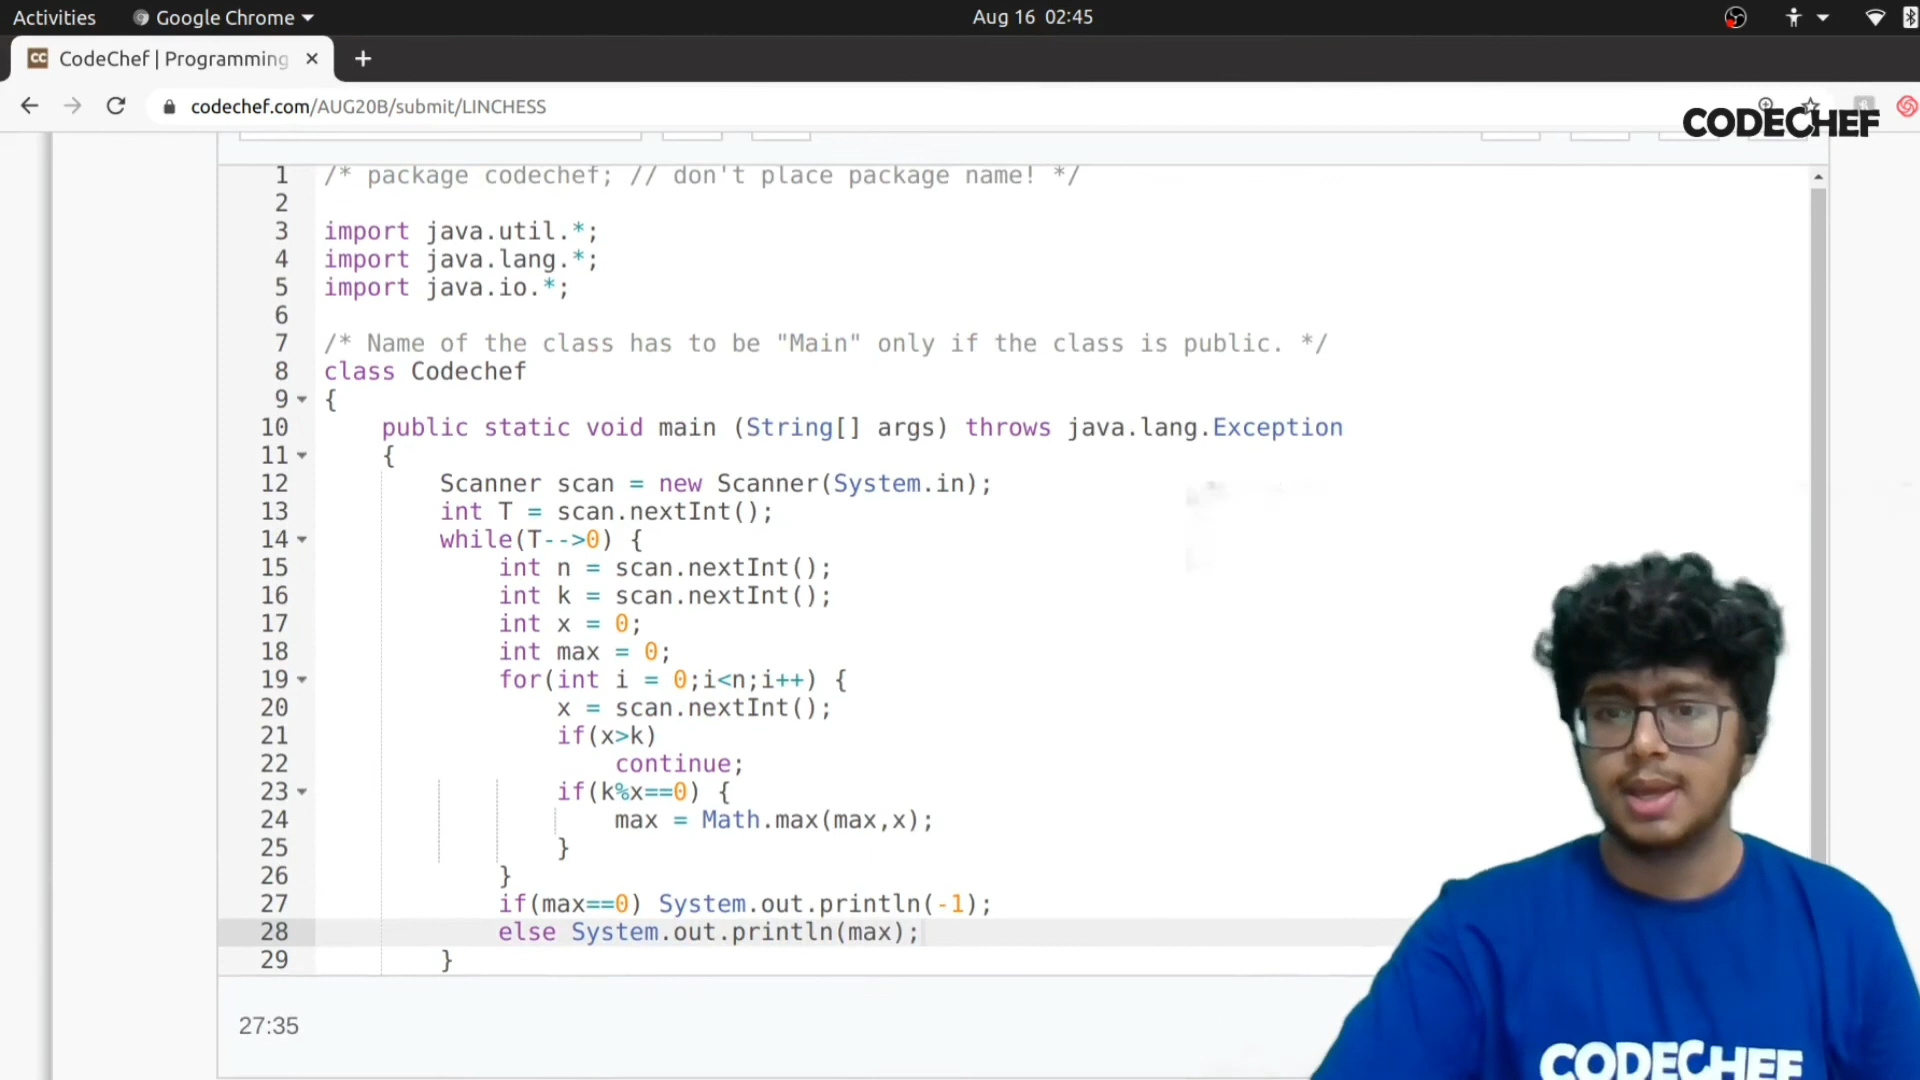 Activities
Google Chrome
Aug 16 02:45
CC CodeChef | Programming
codechef.com/AUG20B/submit/LINCHESS
CODECHEF
1 /* package codechef; // don't place package name! */
2
3 import java.util.*;
4 import java.lang.*;
5 import java.io.*;
6
7 /* Name of the class has to be "Main" only if the class is public. */
8 class Codechef
9 {
10 public static void main (String[] args) throws java.lang.Exception
11 {
12 Scanner scan = new Scanner(System.in);
13 int T = scan.nextInt();
14 while(T-->0) {
15 int n = scan.nextInt();
16 int k = scan.nextInt();
17 int x = 0;
18 int max = 0;
19 for(int i = 0;i<n;i++) {
20 x = scan.nextInt();
21 if(x>k)
22 continue;
23 if(k%x==0) {
24 max = Math.max(max,x);
25 }
26 }
27 if(max==0) System.out.println(-1);
28 else System.out.println(max);
29 }
27:35
CODECHEF